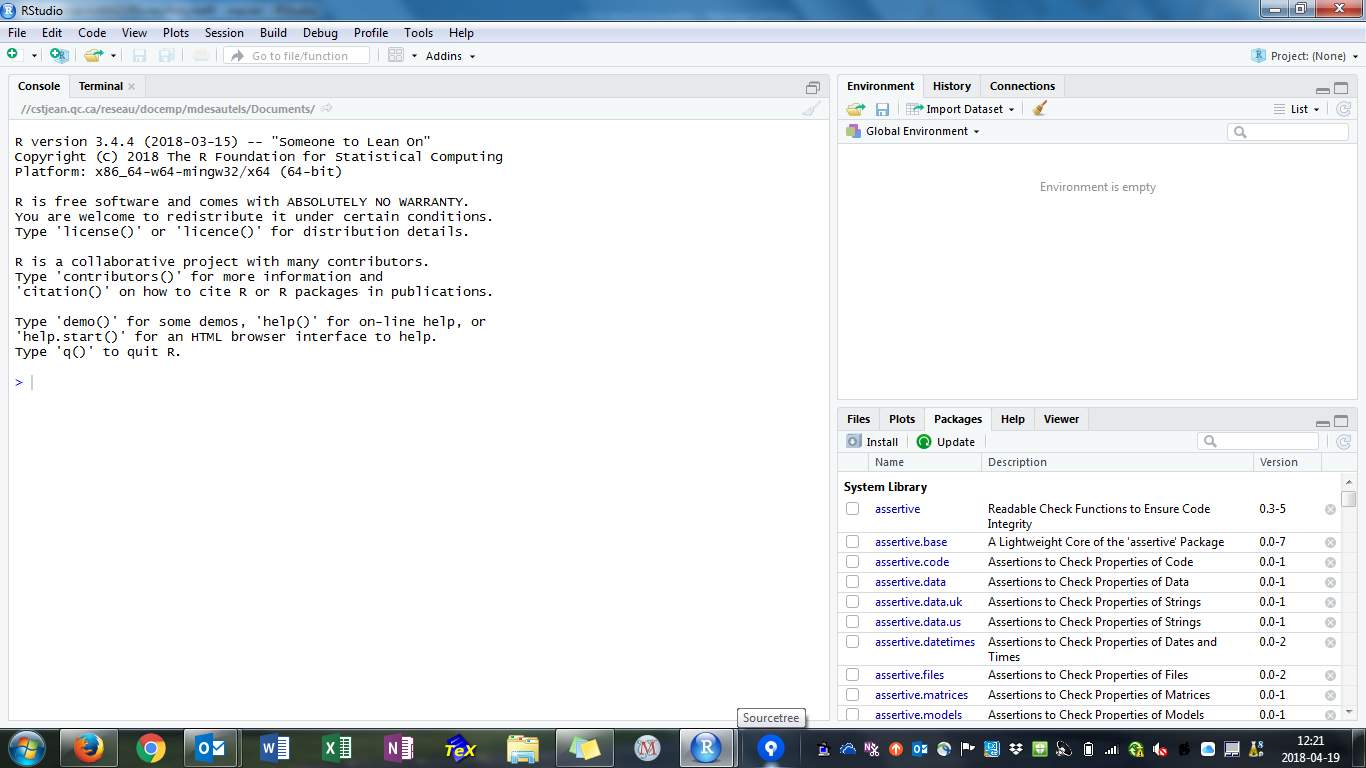 RStudio
File Edit Code View Plots Session Build Debug Profile Tools Help
Go to file/function Addins Project: (None)
Console Terminal
//cstjean.qc.ca/reseau/docemp/mdesautels/Documents/
R version 3.4.4 (2018-03-15) -- "Someone to Lean On"
Copyright (C) 2018 The R Foundation for Statistical Computing
Platform: x86_64-w64-mingw32/x64 (64-bit)
R is free software and comes with ABSOLUTELY NO WARRANTY.
You are welcome to redistribute it under certain conditions.
Type 'license()' or 'licence()' for distribution details.
R is a collaborative project with many contributors.
Type 'contributors()' for more information and
'citation()' on how to cite R or R packages in publications.
Type 'demo()' for some demos, 'help()' for on-line help, or
'help.start()' for an HTML browser interface to help.
Type 'q()' to quit R.
>
Environment History Connections
Import Dataset List
Global Environment
Environment is empty
Files Plots Packages Help Viewer
Install Update
Name Description Version
System Library
assertive Readable Check Functions to Ensure Code 0.3-5
Integrity
assertive.base A Lightweight Core of the 'assertive' Package 0.0-7
assertive.code Assertions to Check Properties of Code 0.0-1
assertive.data Assertions to Check Properties of Data 0.0-1
assertive.data.uk Assertions to Check Properties of Strings 0.0-1
assertive.data.us Assertions to Check Properties of Strings 0.0-1
assertive.datetimes Assertions to Check Properties of Dates and 0.0-2
Times
assertive.files Assertions to Check Properties of Files 0.0-2
assertive.matrices Assertions to Check Properties of Matrices 0.0-1
assertive.models Assertions to Check Properties of Models 0.0-1
Sourcetree
TeX
12:21
2018-04-19